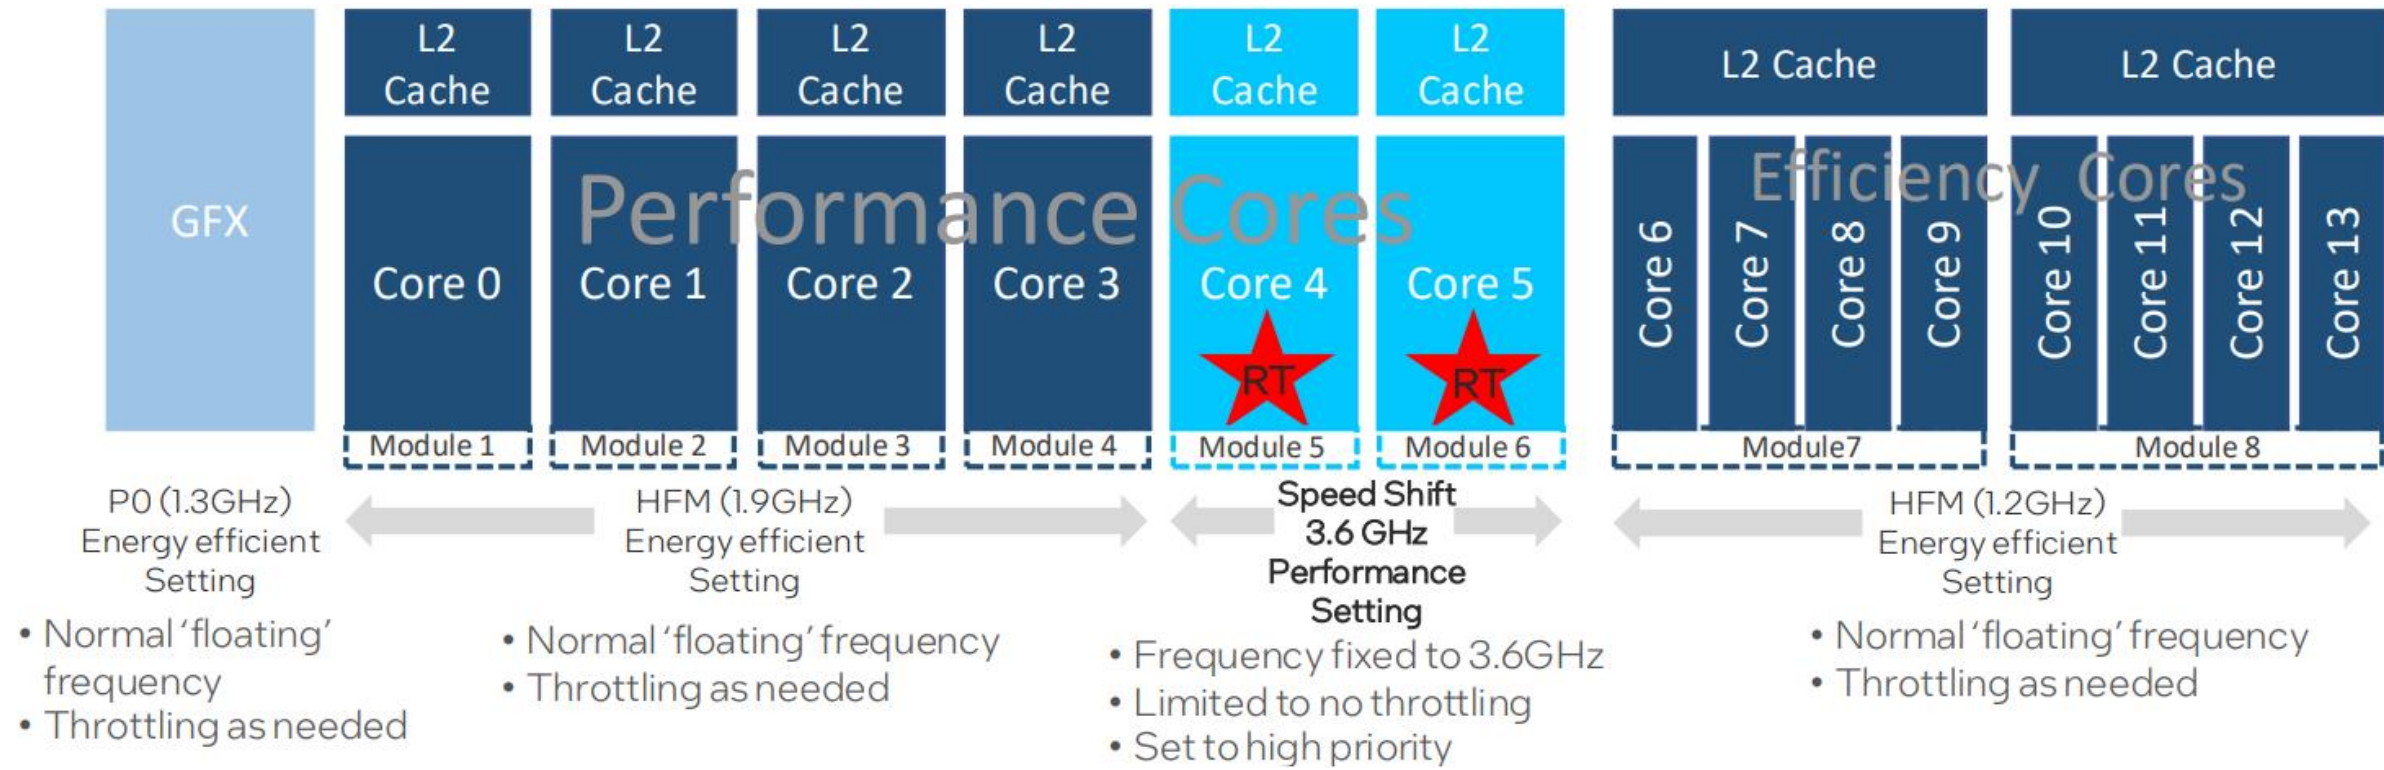 GFX
L2
Cache
L2
Cache
L2
Cache
L2
Cache
L2
Cache
L2
Cache
L2 Cache
L2 Cache
Performance Cores
Efficiency Cores
Core 0
Core 1
Core 2
Core 3
Core 4
RT
Core 5
RT
Core 6
Core 7
Core 8
Core 9
Core 10
Core 11
Core 12
Core 13
Module 1
Module 2
Module 3
Module 4
Module 5
Module 6
Module7
Module 8
P0 (1.3GHz)
Energy efficient
Setting
• Normal ‘floating’
frequency
• Throttling as needed
HFM (1.9GHz)
Energy efficient
Setting
• Normal ‘floating’ frequency
• Throttling as needed
Speed Shift
3.6 GHz
Performance
Setting
• Frequency fixed to 3.6GHz
• Limited to no throttling
• Set to high priority
HFM (1.2GHz)
Energy efficient
Setting
• Normal ‘floating’ frequency
• Throttling as needed